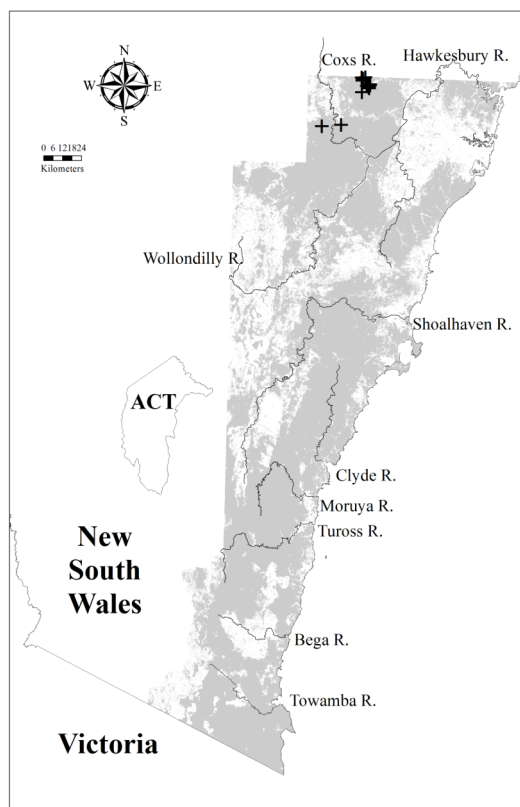 Coxs R.
Hawkesbury R.
N
W E
S
0 6 121824
Kilometers
Wollondilly R.
Shoalhaven R.
ACT
Clyde R.
Moruya R.
Tuross R.
New
South
Wales
Bega R.
Towamba R.
Victoria